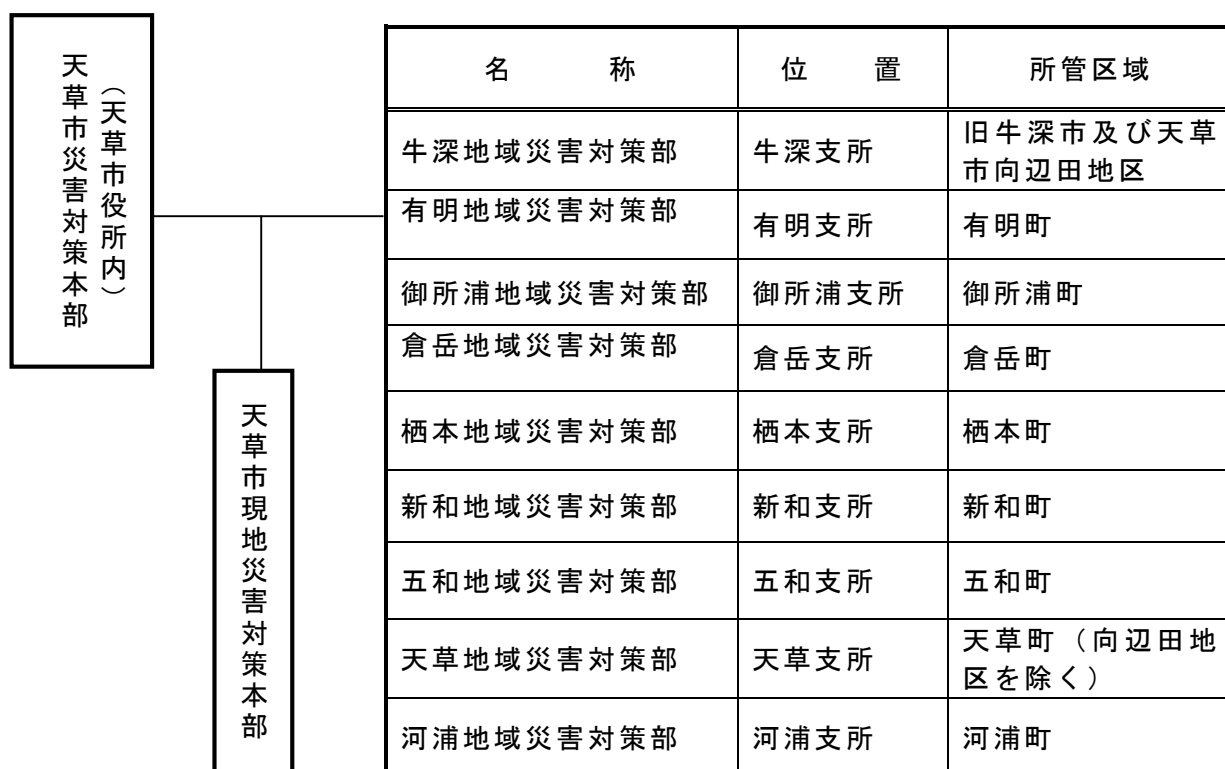 天草市災害対策本部
（天草市役所内）
天草市現地災害対策本部
名 称 位 置 所管区域
牛深地域災害対策部 牛深支所 旧牛深市及び天草
市向辺田地区
有明地域災害対策部 有明支所 有明町
御所浦地域災害対策部 御所浦支所 御所浦町
倉岳地域災害対策部 倉岳支所 倉岳町
栖本地域災害対策部 栖本支所 栖本町
新和地域災害対策部 新和支所 新和町
五和地域災害対策部 五和支所 五和町
天草地域災害対策部 天草支所 天草町（向辺田地
区を除く）
河浦地域災害対策部 河浦支所 河浦町